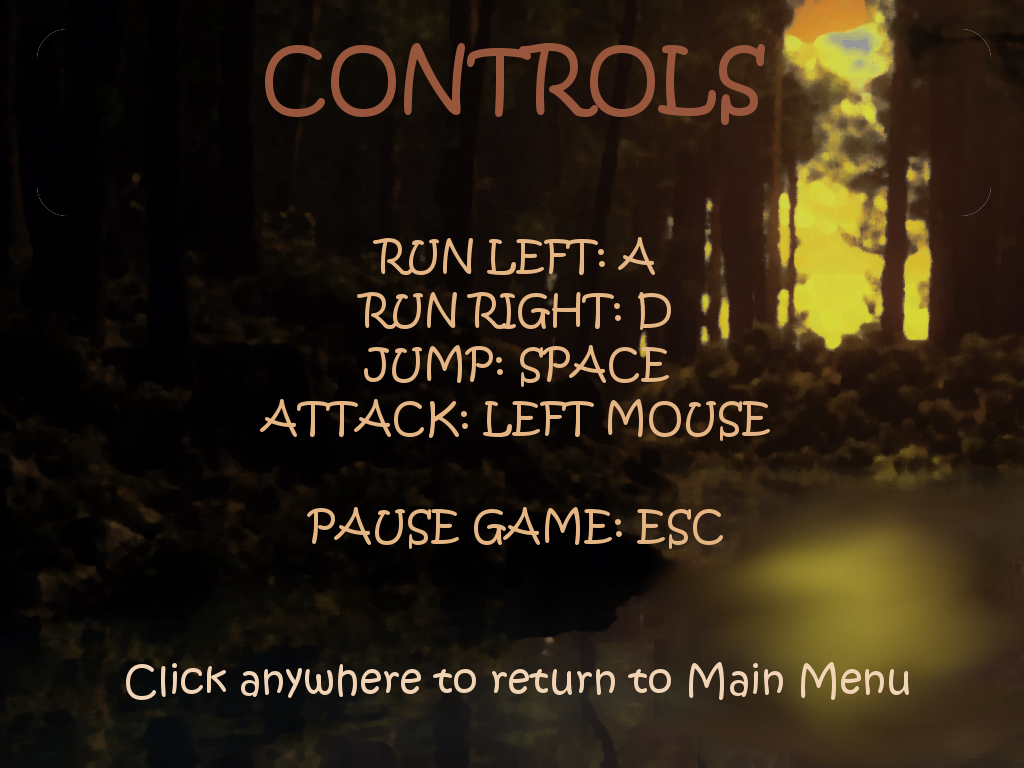 CONTROLS
RUN LEFT: A
RUN RIGHT: D
JUMP: SPACE
ATTACK: LEFT MOUSE
PAUSE GAME: ESC
Click anywhere to return to Main Menu